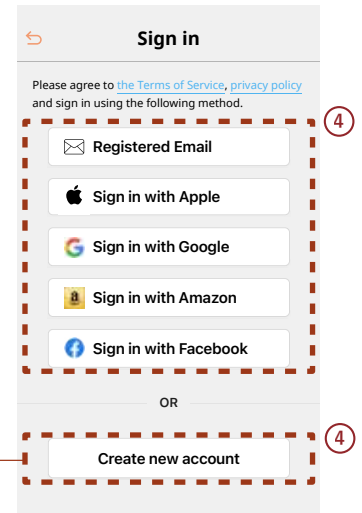 Sign in
Please agree to the Terms of Service, privacy policy
and sign in using the following method.
④
Registered Email
Sign in with Apple
Sign in with Google
Sign in with Amazon
Sign in with Facebook
OR
④
Create new account